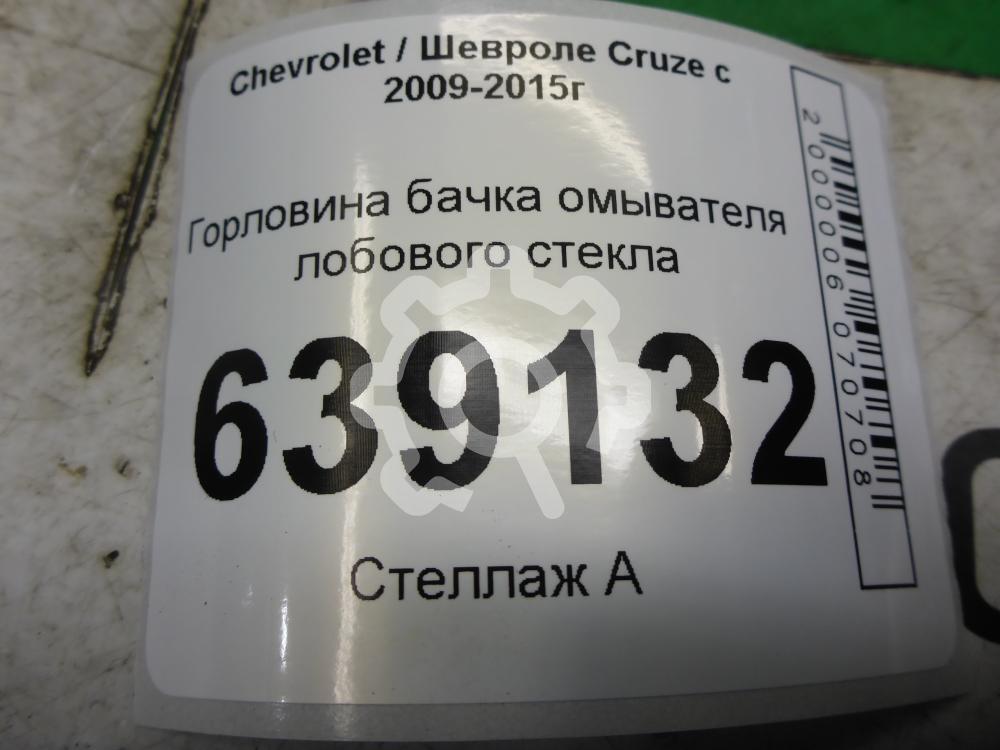 Chevrolet / Шевроле Cruze с
2009-2015г
Горловина бачка омывателя
лобового стекла
639132
Стеллаж А
2000006070708